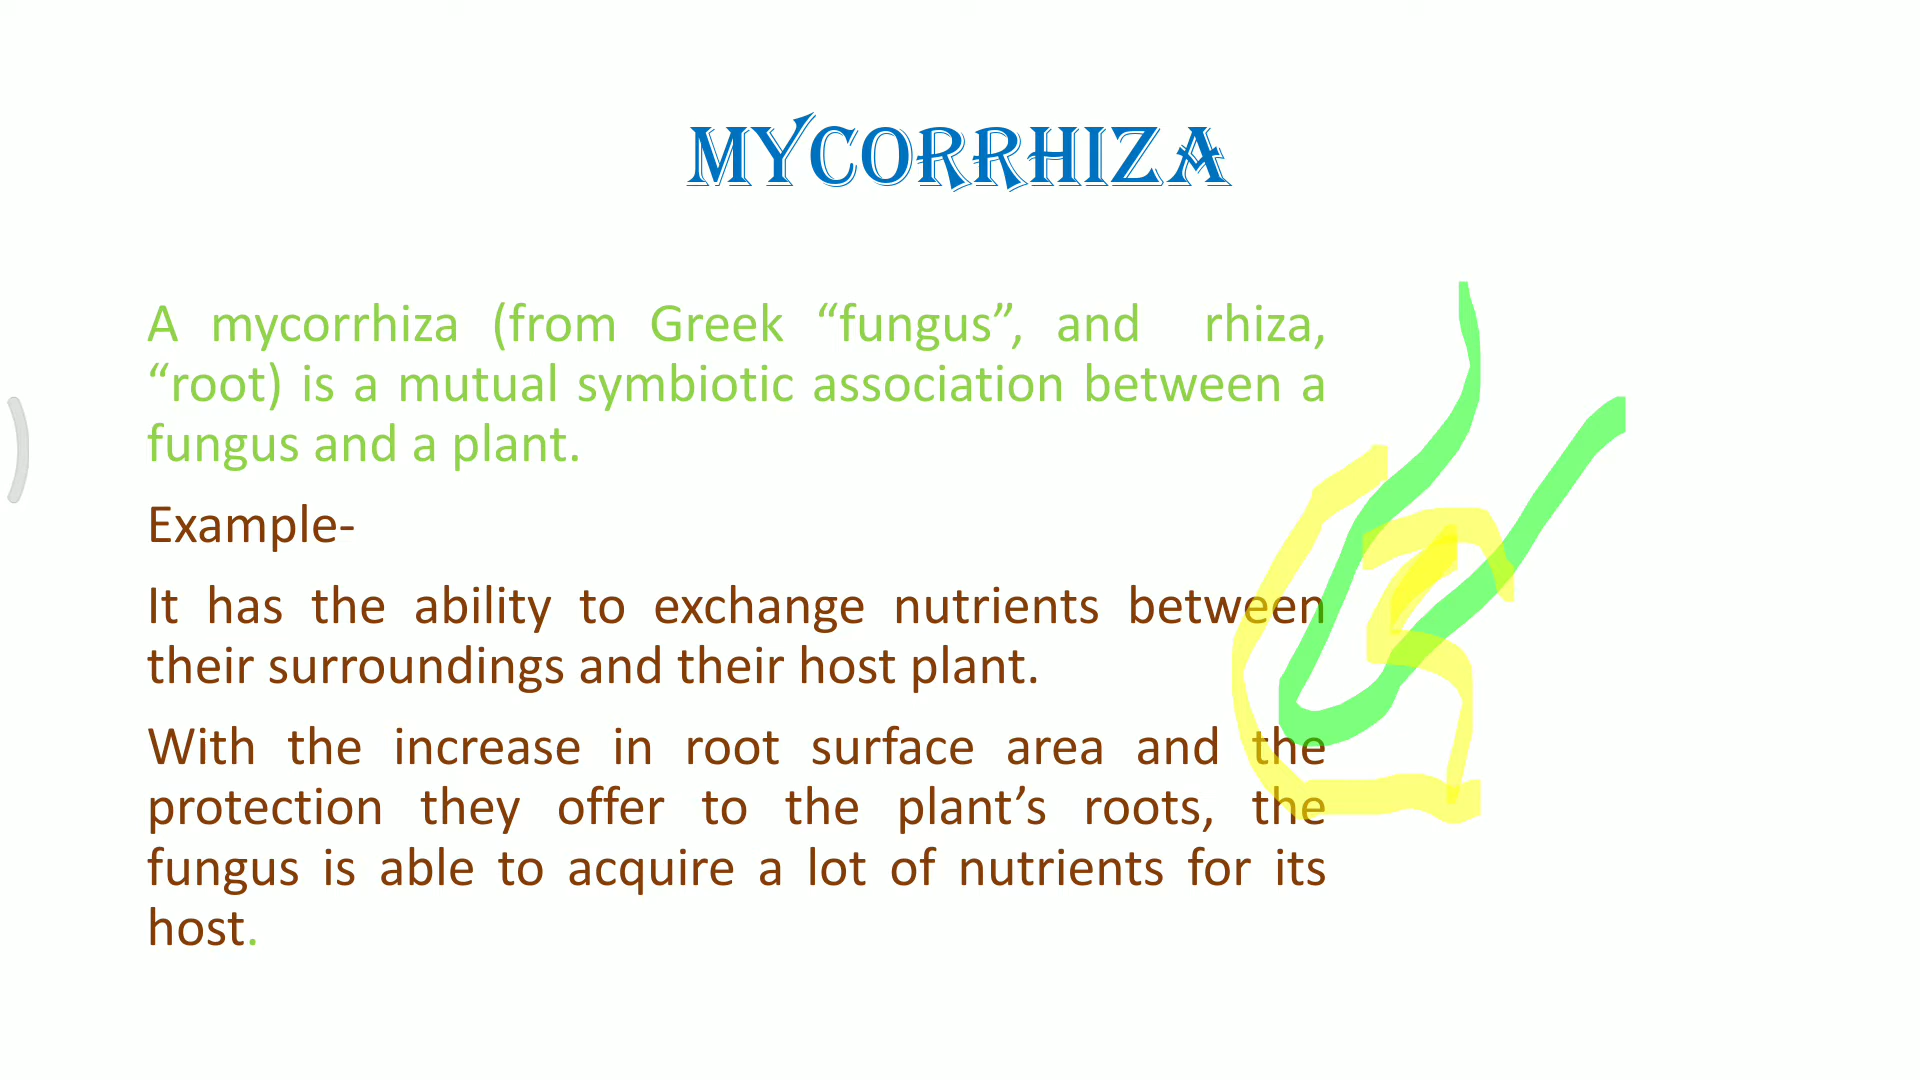 MYCORRHIZA
A mycorrhiza (from Greek “fungus”, and rhiza,
“root) is a mutual symbiotic association between a
fungus and a plant.
Example-
It has the ability to exchange nutrients between
their surroundings and their host plant.
With the increase in root surface area and the
protection they offer to the plant’s roots, the
fungus is able to acquire a lot of nutrients for its
host.